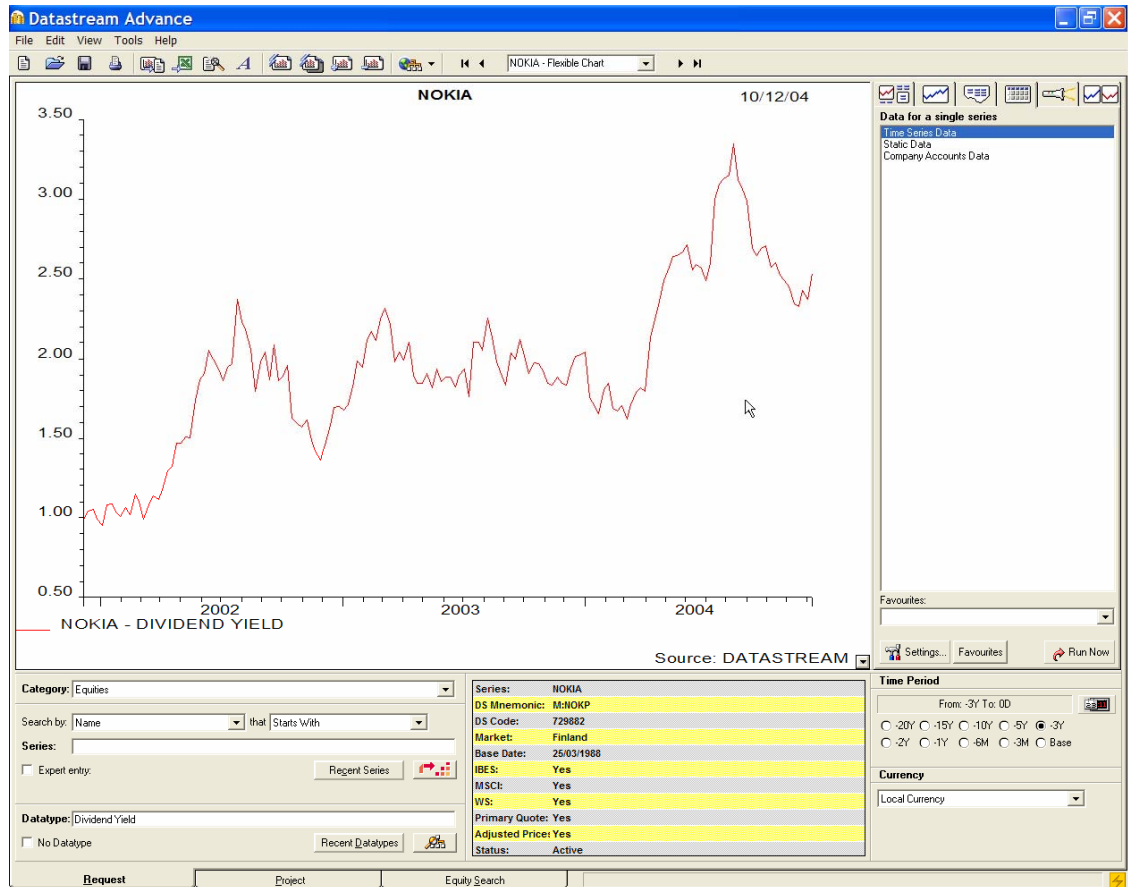 Datastream Advance
File Edit View Tools Help
NOKIA - Flexible Chart
NOKIA
10/12/04
3.50
3.00
2.50
2.00
1.50
1.00
0.50
2002 2003 2004
NOKIA - DIVIDEND YIELD
Source: DATASTREAM
Data for a single series
Time Series Data
Static Data
Company Accounts Data
Favourites:
Settings... Favourites Run Now
Category: Equities
Search by: Name that Starts With
Series:
Expert entry: Recent Series
Datatype: Dividend Yield
No Datatype Recent Datatypes
Series: NOKIA
DS Mnemonic: M:NOKP
DS Code: 729882
Market: Finland
Base Date: 25/03/1988
IBES: Yes
MSCI: Yes
WS: Yes
Primary Quote: Yes
Adjusted Price: Yes
Status: Active
Time Period
From: -3Y To: 0D
-20Y -15Y -10Y -5Y -3Y
-2Y -1Y -6M -3M Base
Currency
Local Currency
Request Project Equity Search